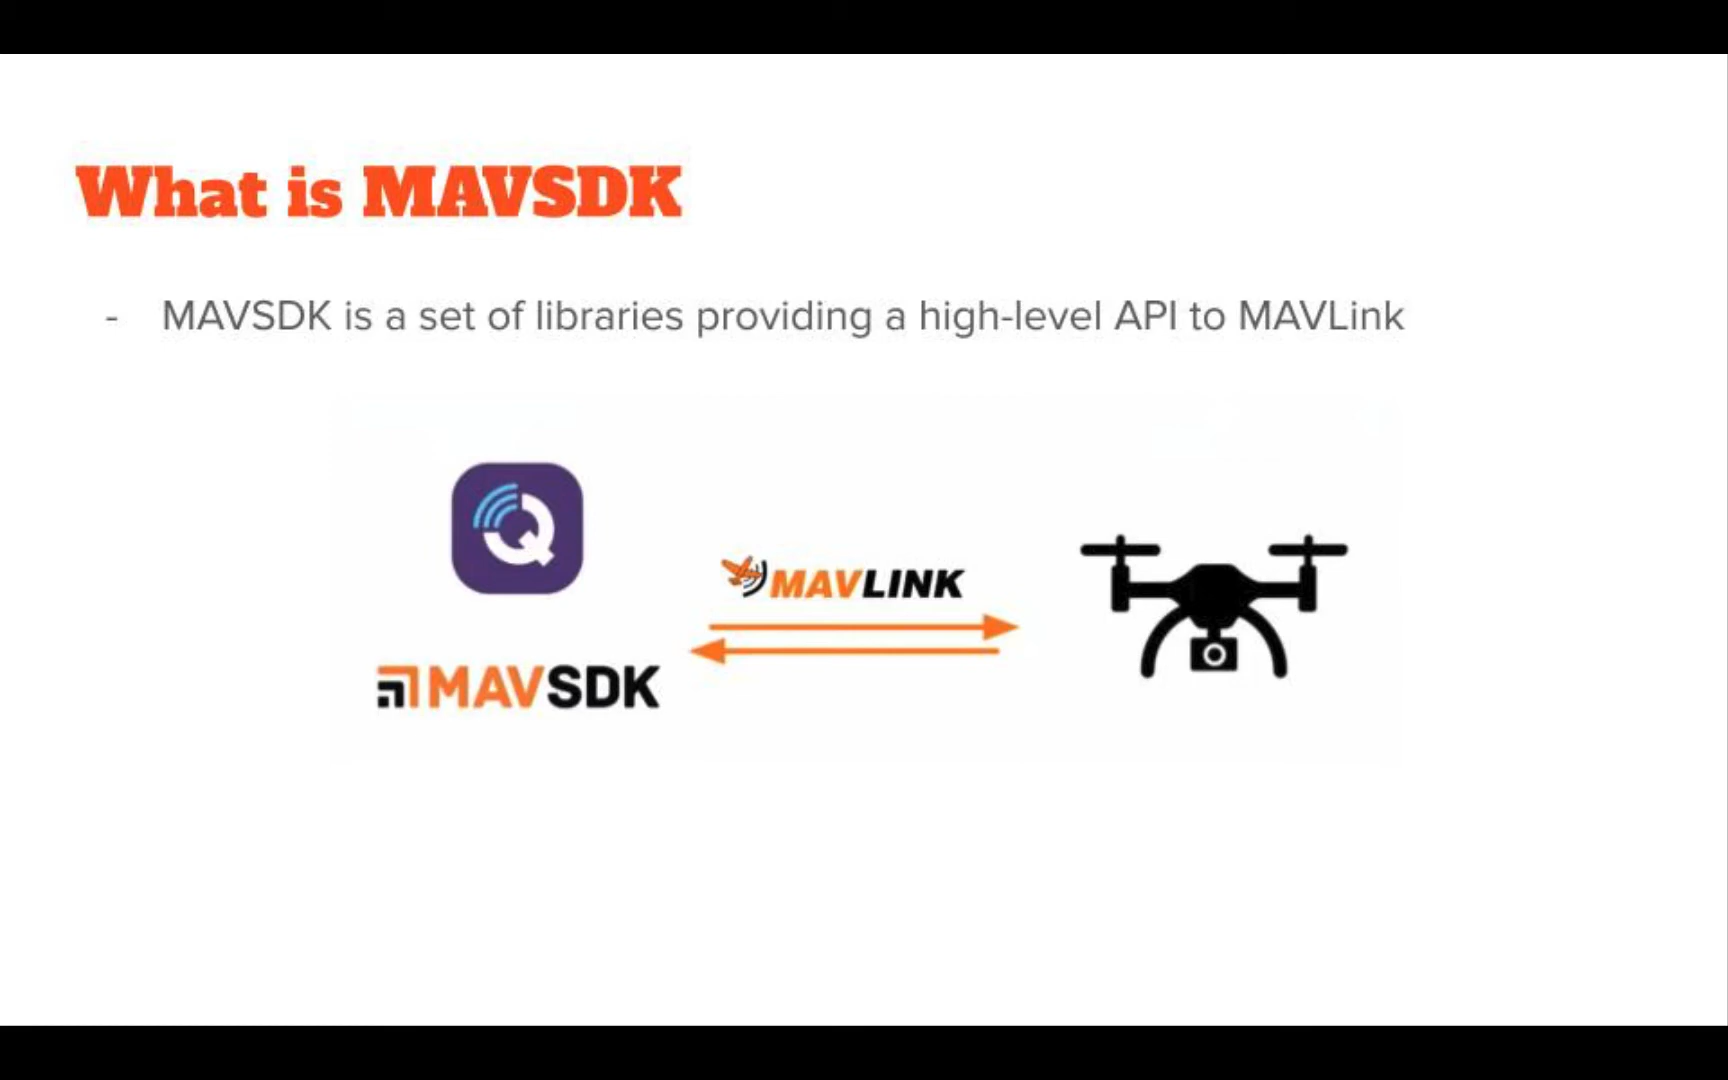 What is MAVSDK
- MAVSDK is a set of libraries providing a high-level API to MAVLink
Q
MAVLINK
MAVSDK